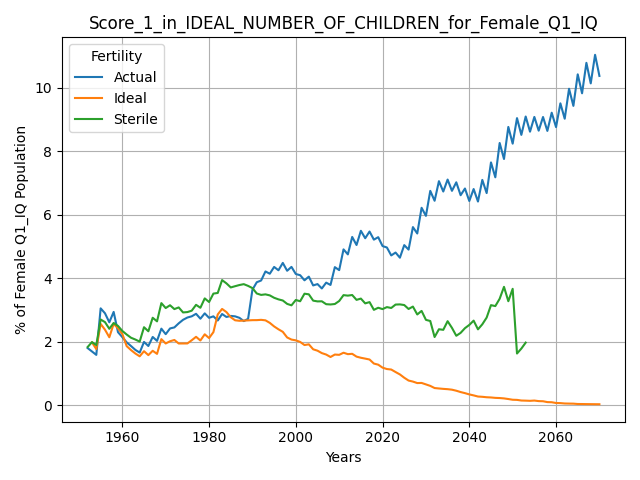 Score_1_in_IDEAL_NUMBER_OF_CHILDREN_for_Female_Q1_IQ
Fertility
Actual
Ideal
Sterile
% of Female Q1_IQ Population
10
8
6
4
2
0
1960 1980 2000 2020 2040 2060
Years